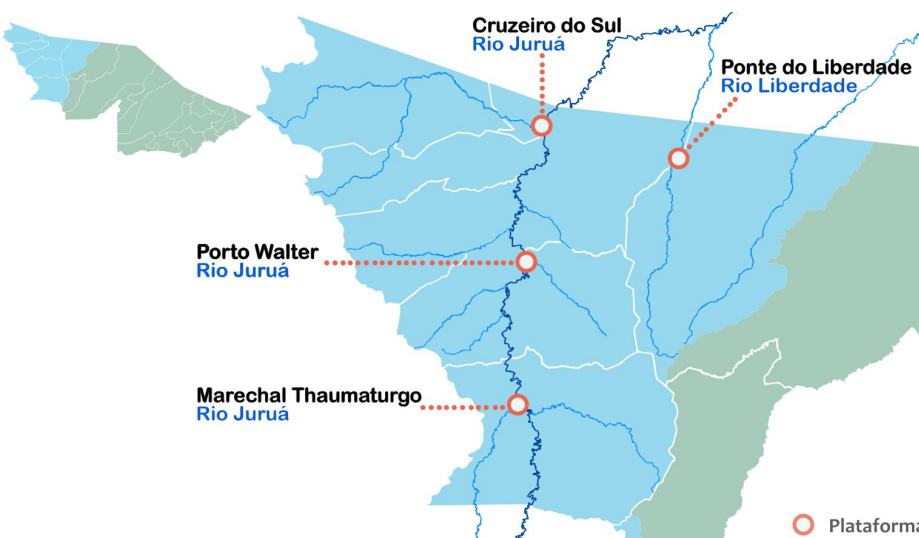 Cruzeiro do Sul
Rio Juruá
Ponte do Liberdade
Rio Liberdade
Porto Walter
Rio Juruá
Marechal Thaumaturgo
Rio Juruá
Plataforma